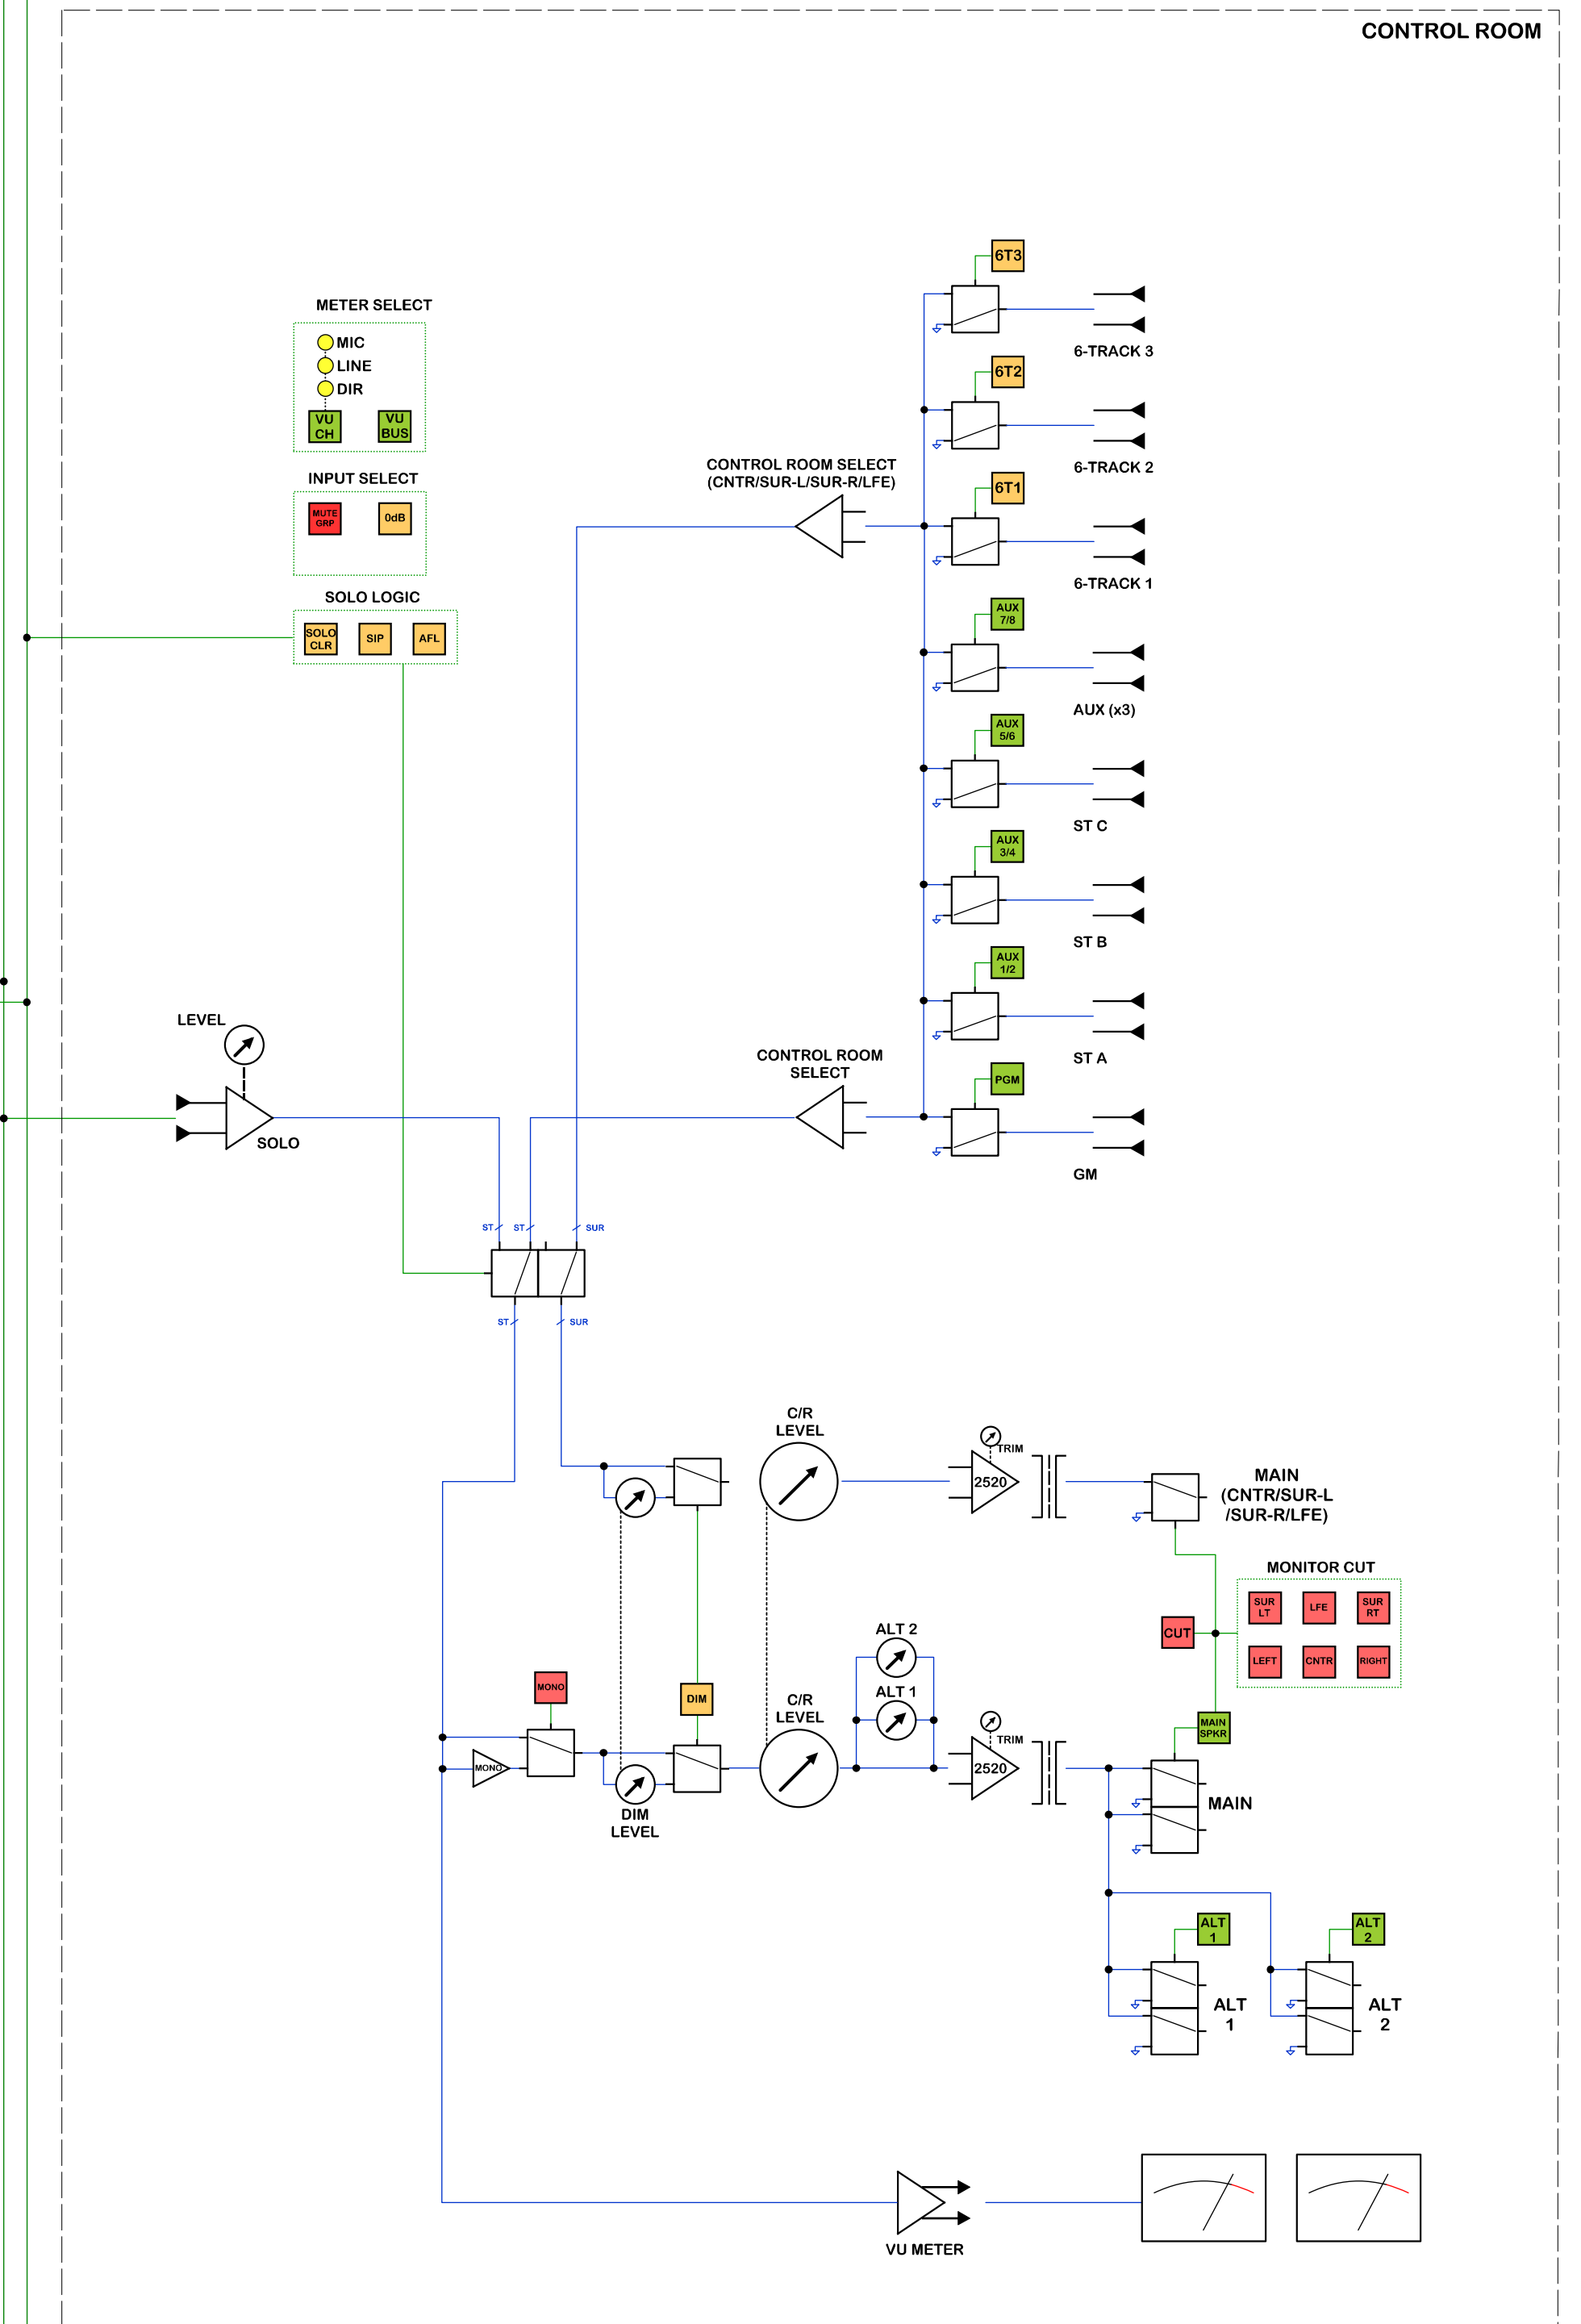 CONTROL ROOM
6T3
METER SELECT
MIC
LINE
DIR
VU
CH
VU
BUS
6-TRACK 3
6T2
6-TRACK 2
CONTROL ROOM SELECT
(CNTR/SUR-L/SUR-R/LFE)
INPUT SELECT
MUTE
GRP
0dB
6T1
6-TRACK 1
SOLO LOGIC
SOLO
CLR
SIP
AFL
AUX
7/8
AUX (x3)
AUX
5/6
ST C
AUX
3/4
ST B
AUX
1/2
ST A
LEVEL
SOLO
CONTROL ROOM
SELECT
PGM
GM
ST
ST
SUR
ST
SUR
C/R
LEVEL
TRIM
2520
MAIN
(CNTR/SUR-L
/SUR-R/LFE)
MONITOR CUT
SUR
LT
LFE
SUR
RT
CUT
LEFT
CNTR
RIGHT
ALT 2
ALT 1
MONO
DIM
C/R
LEVEL
TRIM
MAIN
SPKR
MONO
2520
DIM
LEVEL
MAIN
ALT
1
ALT
2
ALT
1
ALT
2
VU METER